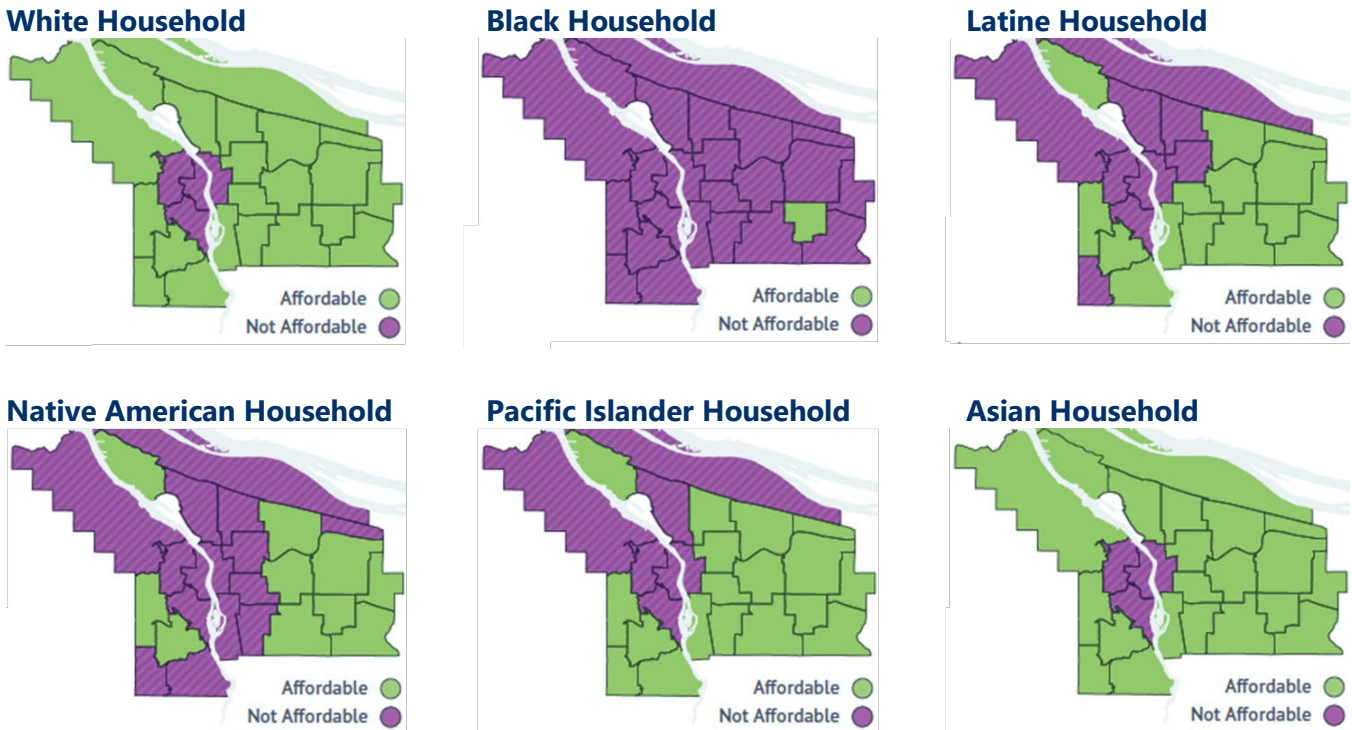 White Household
Black Household
Latine Household
Affordable
Not Affordable
Affordable
Not Affordable
Affordable
Not Affordable
Native American Household
Pacific Islander Household
Asian Household
Affordable
Not Affordable
Affordable
Not Affordable
Affordable
Not Affordable